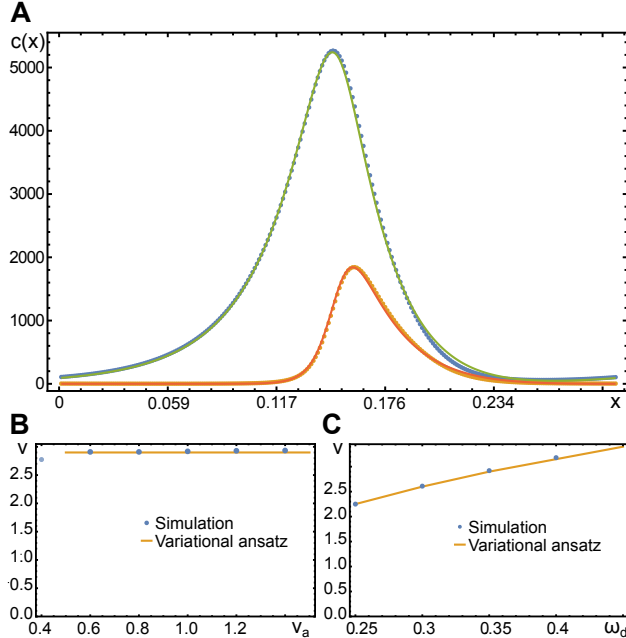 A
c(x)
5000
4000
3000
2000
1000
0
0 0.059 0.117 0.176 0.234 x
B
v
2.5
2.0
1.5
1.0
0.5
0.0
Simulation
Variational ansatz
0.4 0.6 0.8 1.0 1.2 v_a
C
v
2.5
2.0
1.5
1.0
0.5
0.0
Simulation
Variational ansatz
0.25 0.3 0.35 0.4 ω_d